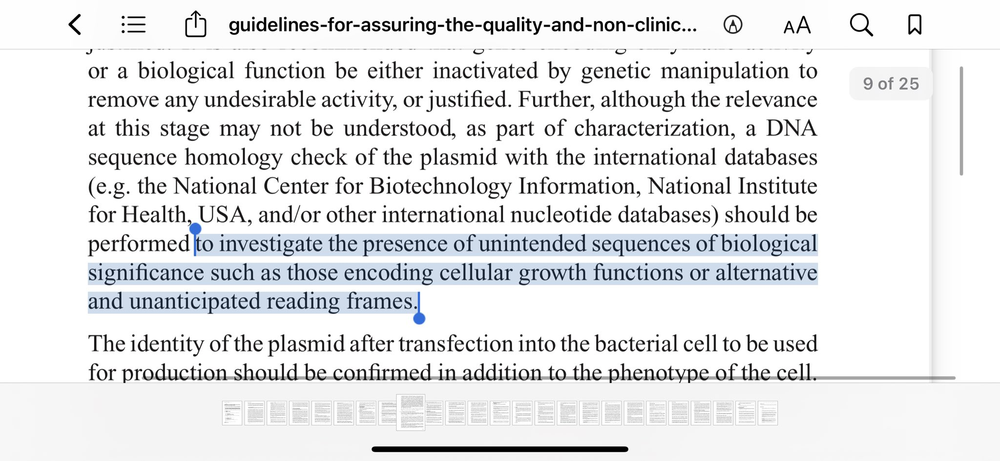 guidelines-for-assuring-the-quality-and-non-clinic...
AA
9 of 25
or a biological function be either inactivated by genetic manipulation to
remove any undesirable activity, or justified. Further, although the relevance
at this stage may not be understood, as part of characterization, a DNA
sequence homology check of the plasmid with the international databases
(e.g. the National Center for Biotechnology Information, National Institute
for Health, USA, and/or other international nucleotide databases) should be
performed to investigate the presence of unintended sequences of biological
significance such as those encoding cellular growth functions or alternative
and unanticipated reading frames.
The identity of the plasmid after transfection into the bacterial cell to be used
for production should be confirmed in addition to the phenotype of the cell.